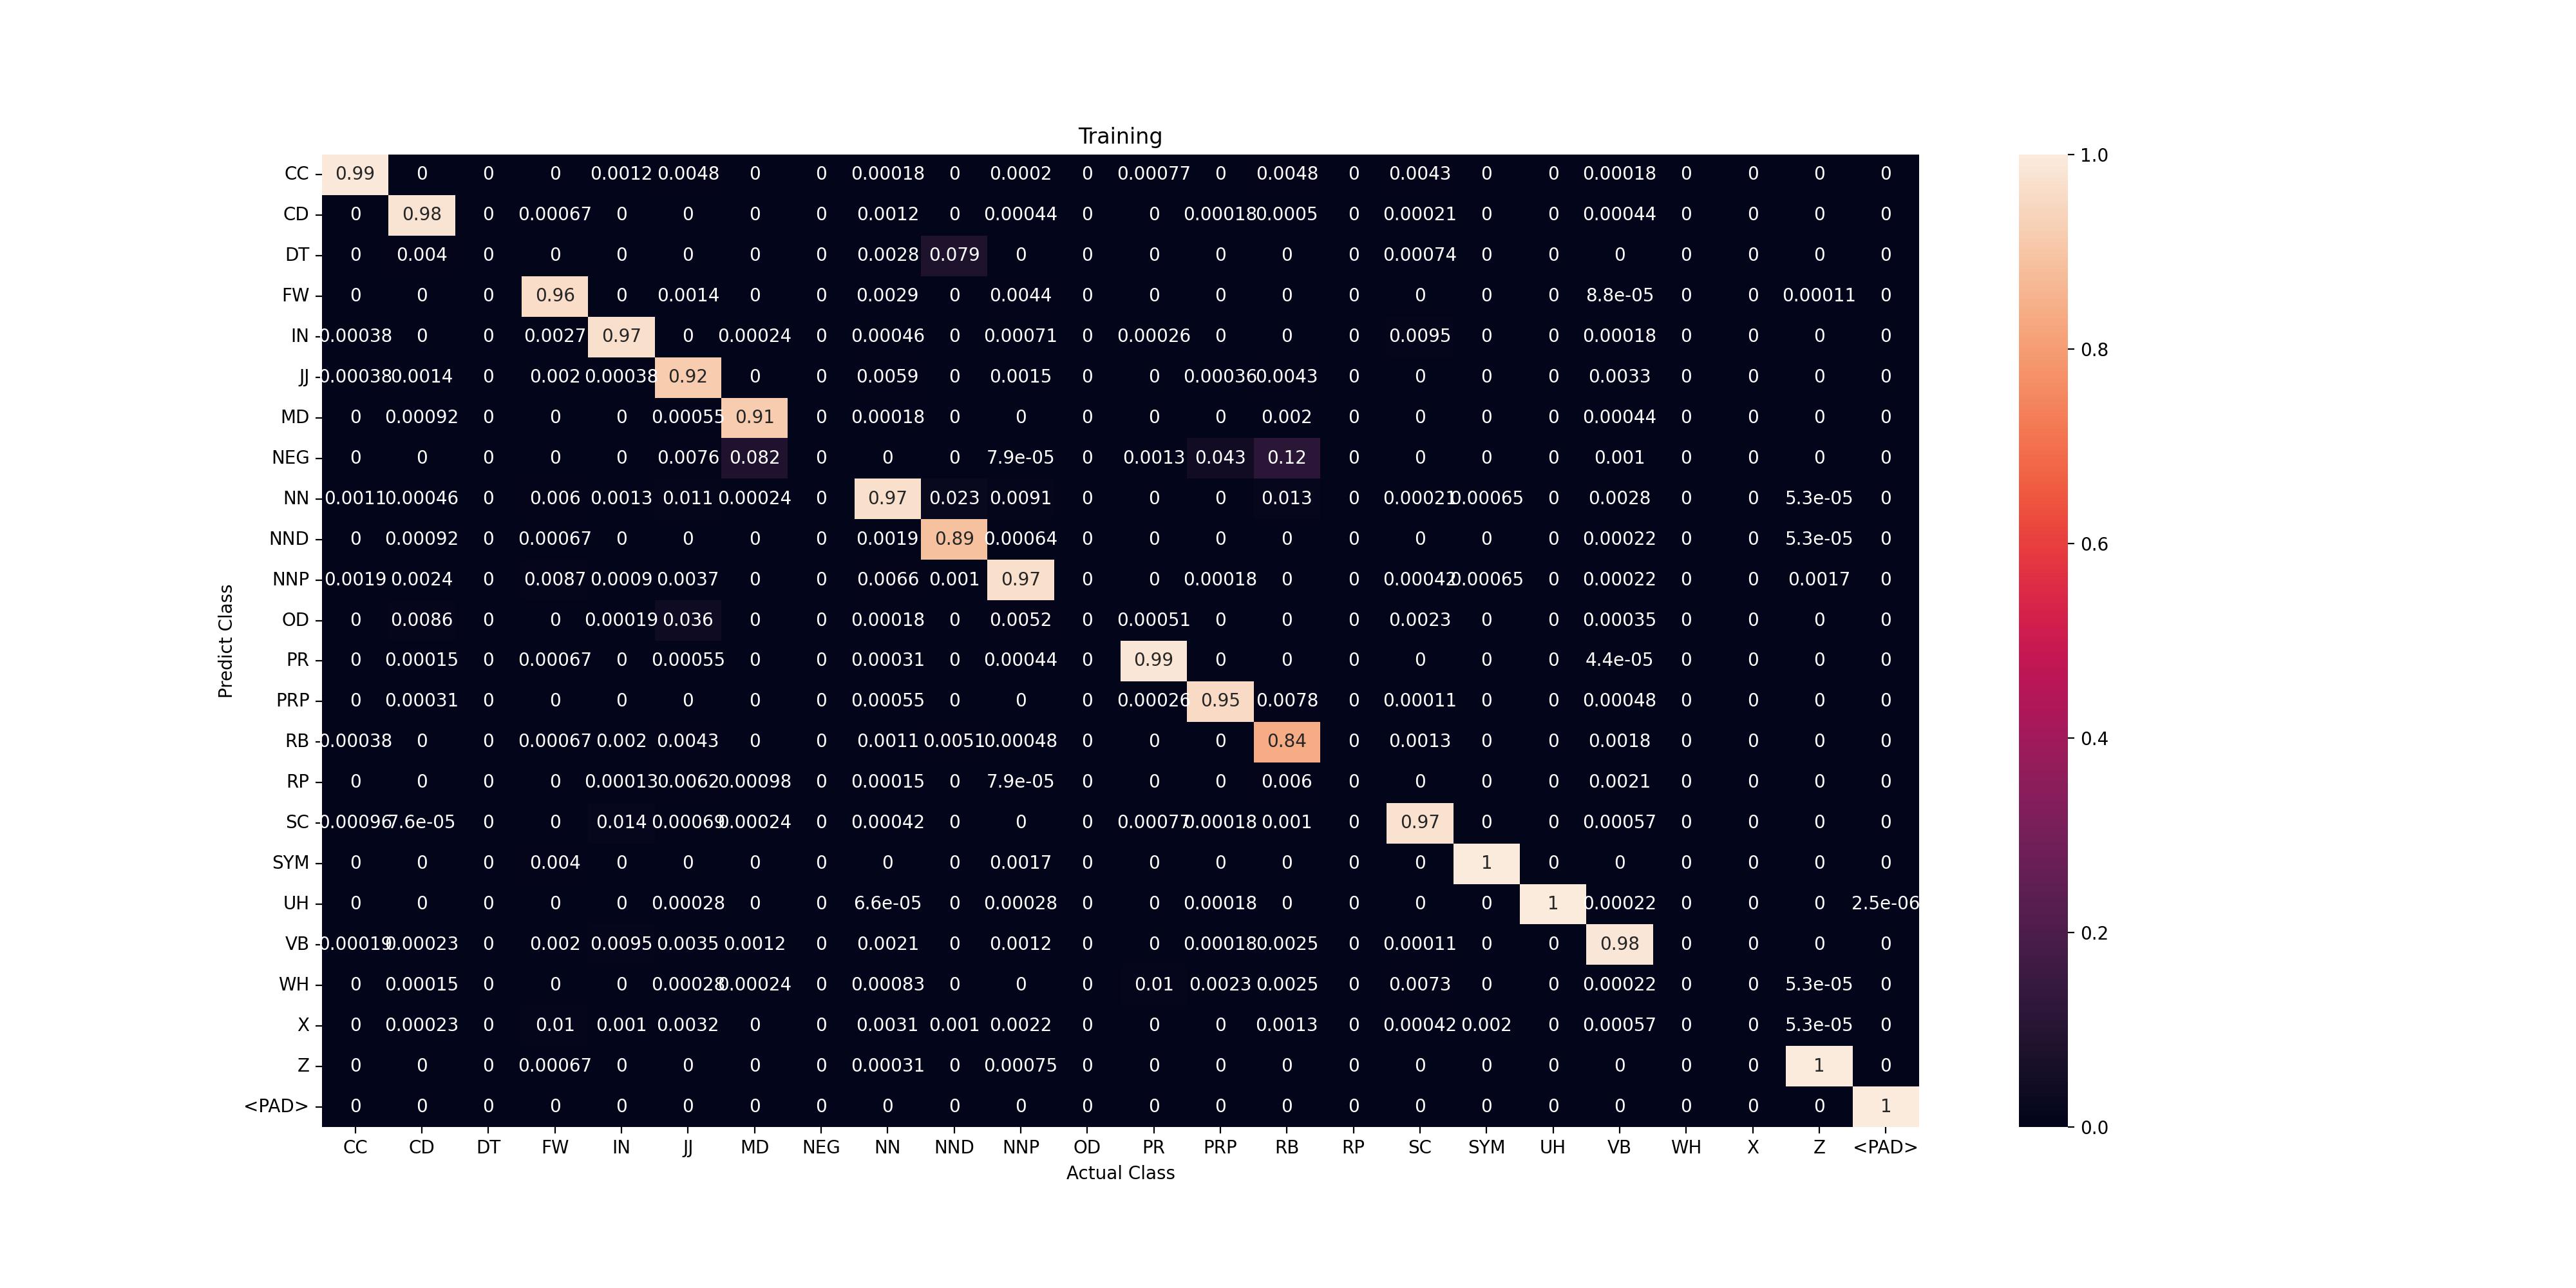 Training
CC 0.99 0 0 0 0.0012 0.0048 0 0 0.00018 0 0.0002 0 0.00077 0 0.0048 0 0.0043 0 0 0.00018 0 0 0 0 1.0
CD 0 0.98 0 0.00067 0 0 0 0 0.0012 0 0.00044 0 0 0.00018 0.0005 0 0.00021 0 0 0.00044 0 0 0 0
DT 0 0.004 0 0 0 0 0 0 0.0028 0.079 0 0 0 0 0 0 0.00074 0 0 0 0 0 0 0
FW 0 0 0 0.96 0 0.0014 0 0 0.0029 0 0.0044 0 0 0 0 0 0 0 0 8.8e-05 0 0 0.00011 0
IN 0.00038 0 0 0.0027 0.97 0 0.00024 0 0.00046 0 0.00071 0 0.00026 0 0 0 0.0095 0 0 0.00018 0 0 0 0 0.8
JJ 0.00038 0.0014 0 0.002 0.00038 0.92 0 0 0.0059 0 0.0015 0 0 0.00036 0.0043 0 0 0 0 0.0033 0 0 0 0
MD 0 0.00092 0 0 0 0.00055 0.91 0 0.00018 0 0 0 0 0 0.002 0 0 0 0 0.00044 0 0 0 0
NEG 0 0 0 0 0 0.0076 0.082 0 0 0 7.9e-05 0 0.0013 0.043 0.12 0 0 0 0 0.001 0 0 0 0
NN 0.0011 0.00046 0 0.006 0.0013 0.011 0.00024 0 0.97 0.023 0.0091 0 0 0 0.013 0 0.00021 0.00065 0 0.0028 0 0 5.3e-05 0
NND 0 0.00092 0 0.00067 0 0 0 0 0.0019 0.89 0.00064 0 0 0 0 0 0 0 0 0.00022 0 0 5.3e-05 0 0.6
NNP 0.0019 0.0024 0 0.0087 0.0009 0.0037 0 0 0.0066 0.001 0.97 0 0 0.00018 0 0 0.00042 0.00065 0 0.00022 0 0 0.0017 0
OD 0 0.0086 0 0 0.00019 0.036 0 0 0.00018 0 0.0052 0 0.00051 0 0 0 0.0023 0 0 0.00035 0 0 0 0
Predict Class
PR 0 0.00015 0 0.00067 0 0.00055 0 0 0.00031 0 0.00044 0 0.99 0 0 0 0 0 0 4.4e-05 0 0 0 0
PRP 0 0.00031 0 0 0 0 0 0 0.00055 0 0 0 0.00026 0.95 0.0078 0 0.00011 0 0 0.00048 0 0 0 0
RB 0.00038 0 0 0.00067 0.002 0.0043 0 0 0.0011 0.0051 0.00048 0 0 0 0.84 0 0.0013 0 0 0.0018 0 0 0 0 0.4
RP 0 0 0 0 0.00013 0.0062 0.00098 0 0.00015 0 7.9e-05 0 0 0 0.006 0 0 0 0 0.0021 0 0 0 0
SC 0.00096 7.6e-05 0 0 0.014 0.00069 0.00024 0 0.00042 0 0 0 0.00077 0.00018 0.001 0 0.97 0 0 0.00057 0 0 0 0
SYM 0 0 0 0.004 0 0 0 0 0 0 0.0017 0 0 0 0 0 0 1 0 0 0 0 0 0
UH 0 0 0 0 0 0.00028 0 0 6.6e-05 0 0.00028 0 0 0.00018 0 0 0 0 1 0.00022 0 0 0 2.5e-06
VB 0.00019 0.00023 0 0.002 0.0095 0.0035 0.0012 0 0.0021 0 0.0012 0 0 0.00018 0.0025 0 0.00011 0 0 0.98 0 0 0 0 0.2
WH 0 0.00015 0 0 0 0.00028 0.00024 0 0.00083 0 0 0 0.01 0.0023 0.0025 0 0.0073 0 0 0.00022 0 0 5.3e-05 0
X 0 0.00023 0 0.01 0.001 0.0032 0 0 0.0031 0.001 0.0022 0 0 0 0.0013 0 0.00042 0.002 0 0.00057 0 0 5.3e-05 0
Z 0 0 0 0.00067 0 0 0 0 0.00031 0 0.00075 0 0 0 0 0 0 0 0 0 0 0 1 0
<PAD> 0 0 0 0 0 0 0 0 0 0 0 0 0 0 0 0 0 0 0 0 0 0 0 1 0.0
CC CD DT FW IN JJ MD NEG NN NND NNP OD PR PRP RB RP SC SYM UH VB WH X Z <PAD>
Actual Class